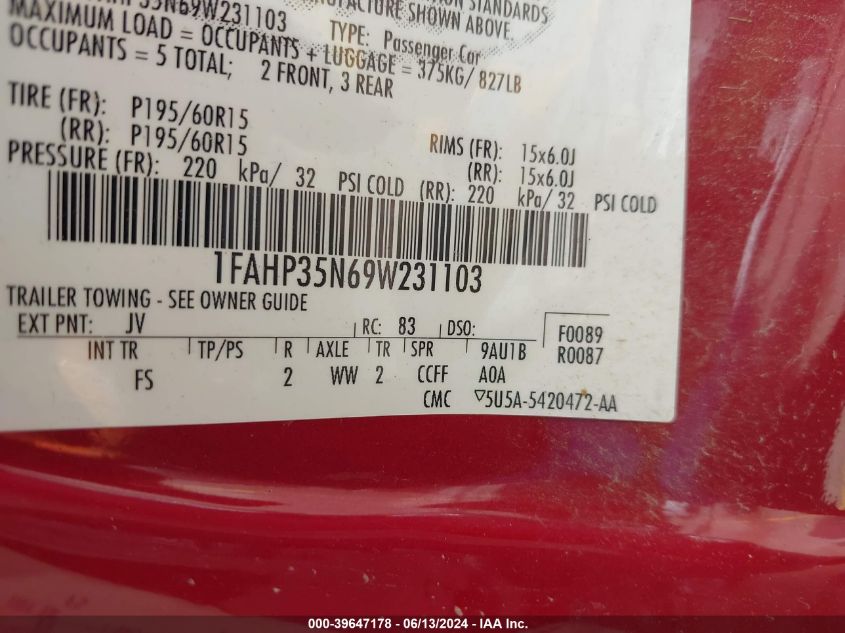 35N69W231103
STANDARDS
MANUFACTURE SHOWN ABOVE.
TYPE: Passenger Car
MAXIMUM LOAD = OCCUPANTS + LUGGAGE = 375KG/ 827LB
OCCUPANTS = 5 TOTAL; 2 FRONT, 3 REAR
TIRE (FR): P195/60R15
(RR): P195/60R15
RIMS (FR): 15x6.0J
(RR): 15x6.0J
PRESSURE (FR): 220 kPa/ 32 PSI COLD (RR): 220 kPa/ 32 PSI COLD
1FAHP35N69W231103
TRAILER TOWING - SEE OWNER GUIDE
EXT PNT: JV RC: 83 DSO: F0089
R0087
INT TR TP/PS R AXLE TR SPR 9AU1B
FS 2 WW 2 CCFF A0A
CMC ▽5U5A-5420472-AA
000-39647178 - 06/13/2024 - IAA Inc.